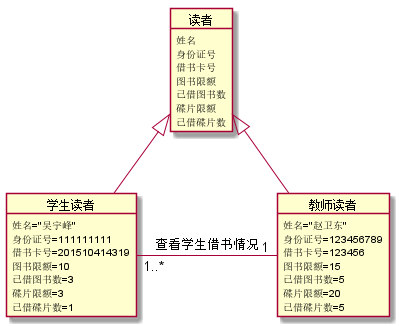 读者
姓名
身份证号
借书卡号
图书限额
已借图书数
碟片限额
已借碟片数
学生读者
姓名="吴宇峰"
身份证号=111111111
借书卡号=201510414319
图书限额=10
已借图书数=3
碟片限额=3
已借碟片数=1
查看学生借书情况
1
1..*
教师读者
姓名="赵卫东"
身份证号=123456789
借书卡号=123456
图书限额=15
已借图书数=5
碟片限额=20
已借碟片数=5